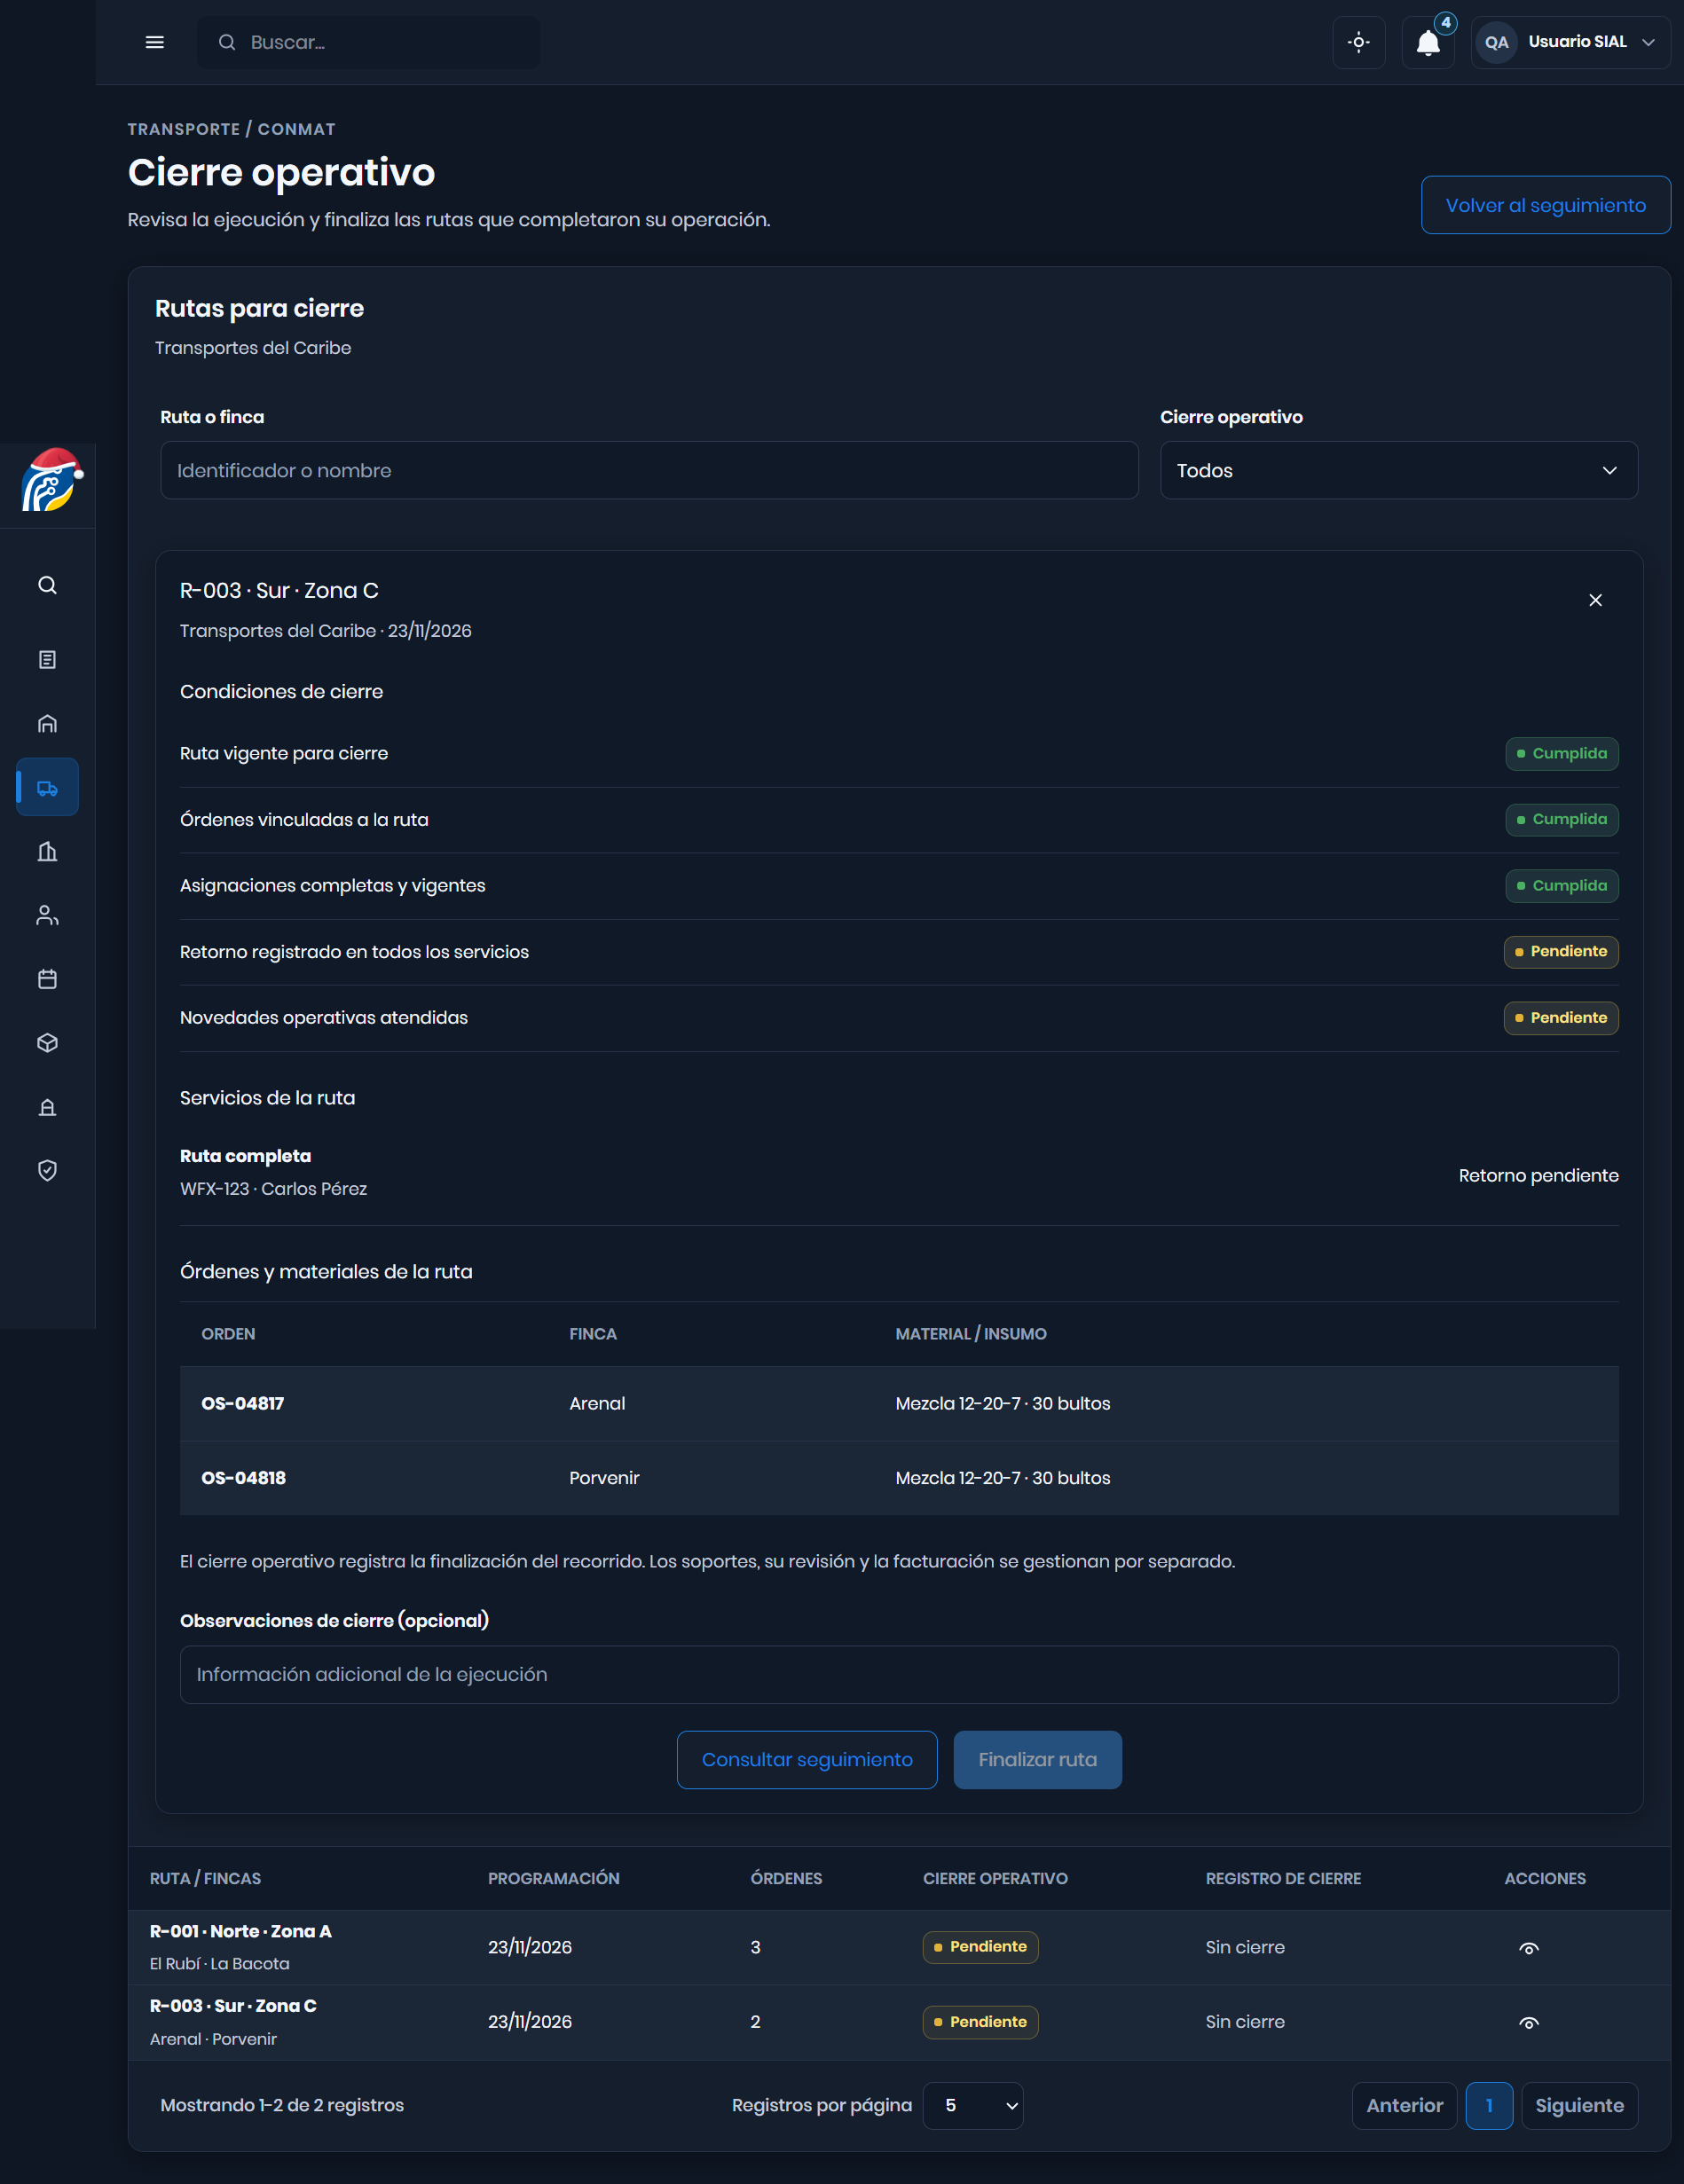 Buscar...
4
QA
Usuario SIAL
TRANSPORTE / CONMAT
Cierre operativo
Revisa la ejecución y finaliza las rutas que completaron su operación.
Volver al seguimiento
Rutas para cierre
Transportes del Caribe
Ruta o finca
Cierre operativo
Identificador o nombre
Todos
R-003 · Sur · Zona C
Transportes del Caribe · 23/11/2026
Condiciones de cierre
Ruta vigente para cierre
Cumplida
Órdenes vinculadas a la ruta
Cumplida
Asignaciones completas y vigentes
Cumplida
Retorno registrado en todos los servicios
Pendiente
Novedades operativas atendidas
Pendiente
Servicios de la ruta
Ruta completa
WFX-123 · Carlos Pérez
Retorno pendiente
Órdenes y materiales de la ruta
ORDEN FINCA MATERIAL / INSUMO
OS-04817 Arenal Mezcla 12-20-7 · 30 bultos
OS-04818 Porvenir Mezcla 12-20-7 · 30 bultos
El cierre operativo registra la finalización del recorrido. Los soportes, su revisión y la facturación se gestionan por separado.
Observaciones de cierre (opcional)
Información adicional de la ejecución
Consultar seguimiento
Finalizar ruta
RUTA / FINCAS PROGRAMACIÓN ÓRDENES CIERRE OPERATIVO REGISTRO DE CIERRE ACCIONES
R-001 · Norte · Zona A
El Rubí · La Bacota
23/11/2026 3 Pendiente Sin cierre
R-003 · Sur · Zona C
Arenal · Porvenir
23/11/2026 2 Pendiente Sin cierre
Mostrando 1-2 de 2 registros
Registros por página 5
Anterior 1 Siguiente